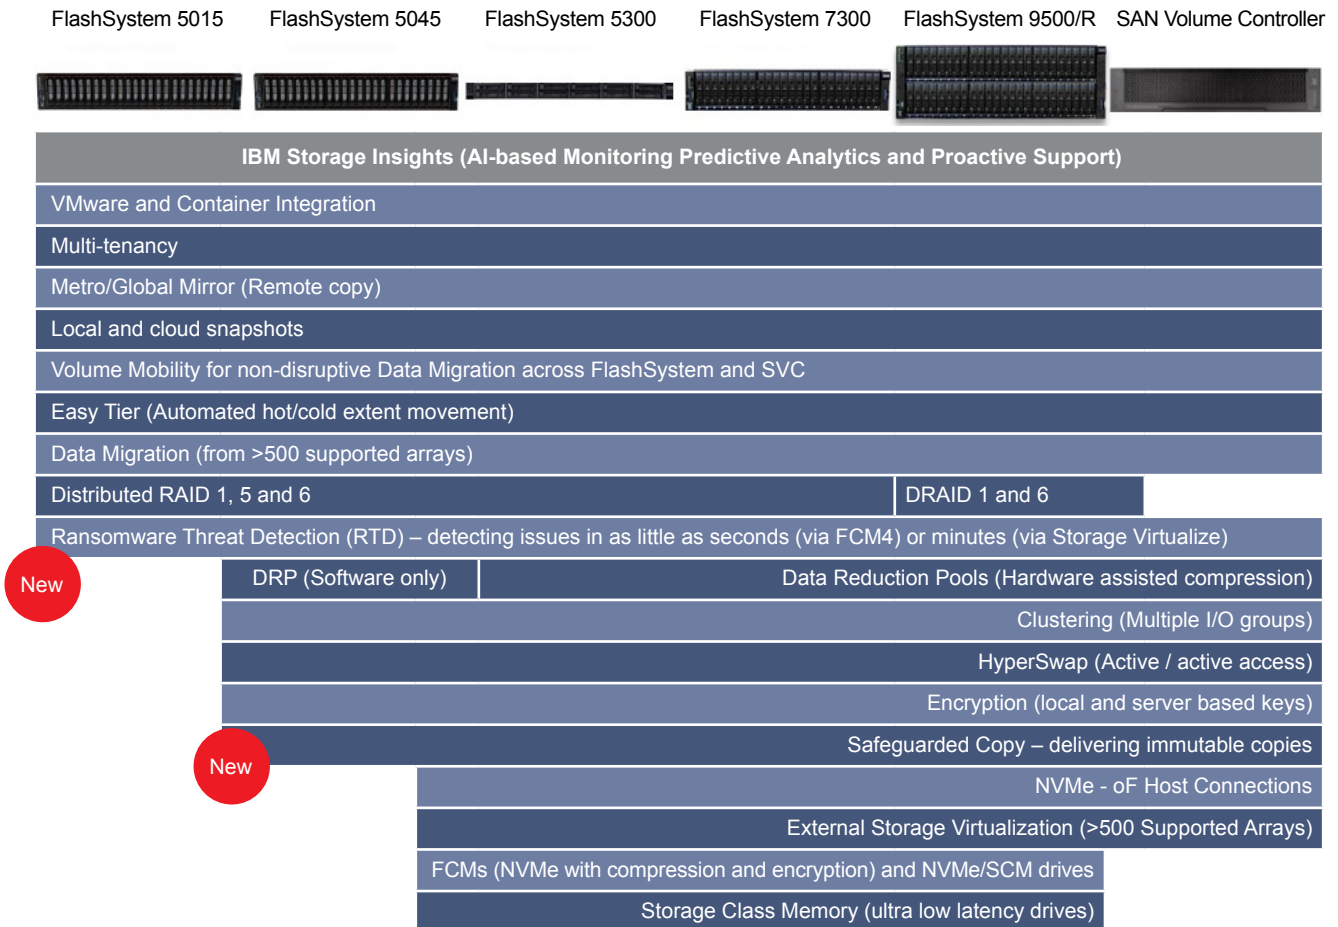 FlashSystem 5015 FlashSystem 5045 FlashSystem 5300 FlashSystem 7300 FlashSystem 9500/R SAN Volume Controller
IBM Storage Insights (AI-based Monitoring Predictive Analytics and Proactive Support)
VMware and Container Integration
Multi-tenancy
Metro/Global Mirror (Remote copy)
Local and cloud snapshots
Volume Mobility for non-disruptive Data Migration across FlashSystem and SVC
Easy Tier (Automated hot/cold extent movement)
Data Migration (from >500 supported arrays)
Distributed RAID 1, 5 and 6 DRAID 1 and 6
Ransomware Threat Detection (RTD) – detecting issues in as little as seconds (via FCM4) or minutes (via Storage Virtualize)
New DRP (Software only) Data Reduction Pools (Hardware assisted compression)
Clustering (Multiple I/O groups)
HyperSwap (Active / active access)
Encryption (local and server based keys)
Safeguarded Copy – delivering immutable copies
New
NVMe - oF Host Connections
External Storage Virtualization (>500 Supported Arrays)
FCMs (NVMe with compression and encryption) and NVMe/SCM drives
Storage Class Memory (ultra low latency drives)